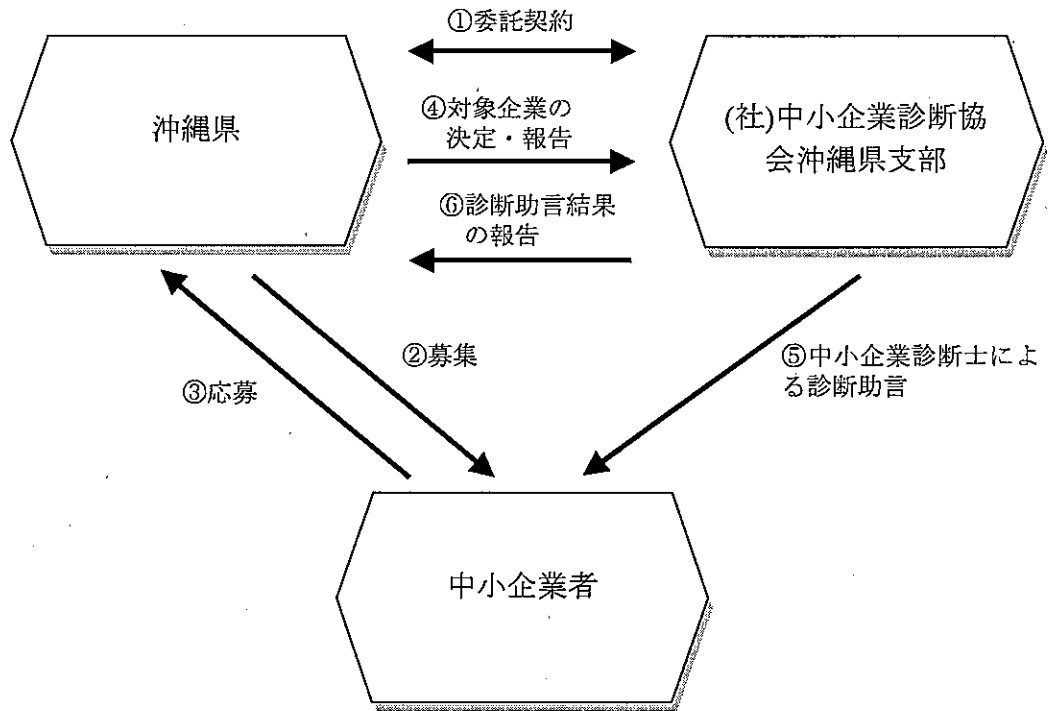 ①委託契約
沖縄県
④対象企業の
決定・報告
(社)中小企業診断協
会沖縄県支部
⑥診断助言結果
の報告
②募集
③応募
⑤中小企業診断士によ
る診断助言
中小企業者